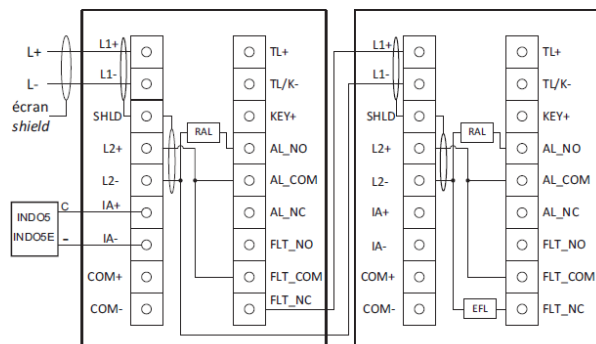 L+
L-
écran
shield
INDO5
INDO5E
C
-
L1+
L1-
SHLD
L2+
L2-
IA+
IA-
COM+
COM-
RAL
TL+
TL/K-
KEY+
AL_NO
AL_COM
AL_NC
FLT_NO
FLT_COM
FLT_NC
L1+
L1-
SHLD
L2+
L2-
IA+
IA-
COM+
COM-
RAL
EFL
TL+
TL/K-
KEY+
AL_NO
AL_COM
AL_NC
FLT_NO
FLT_COM
FLT_NC